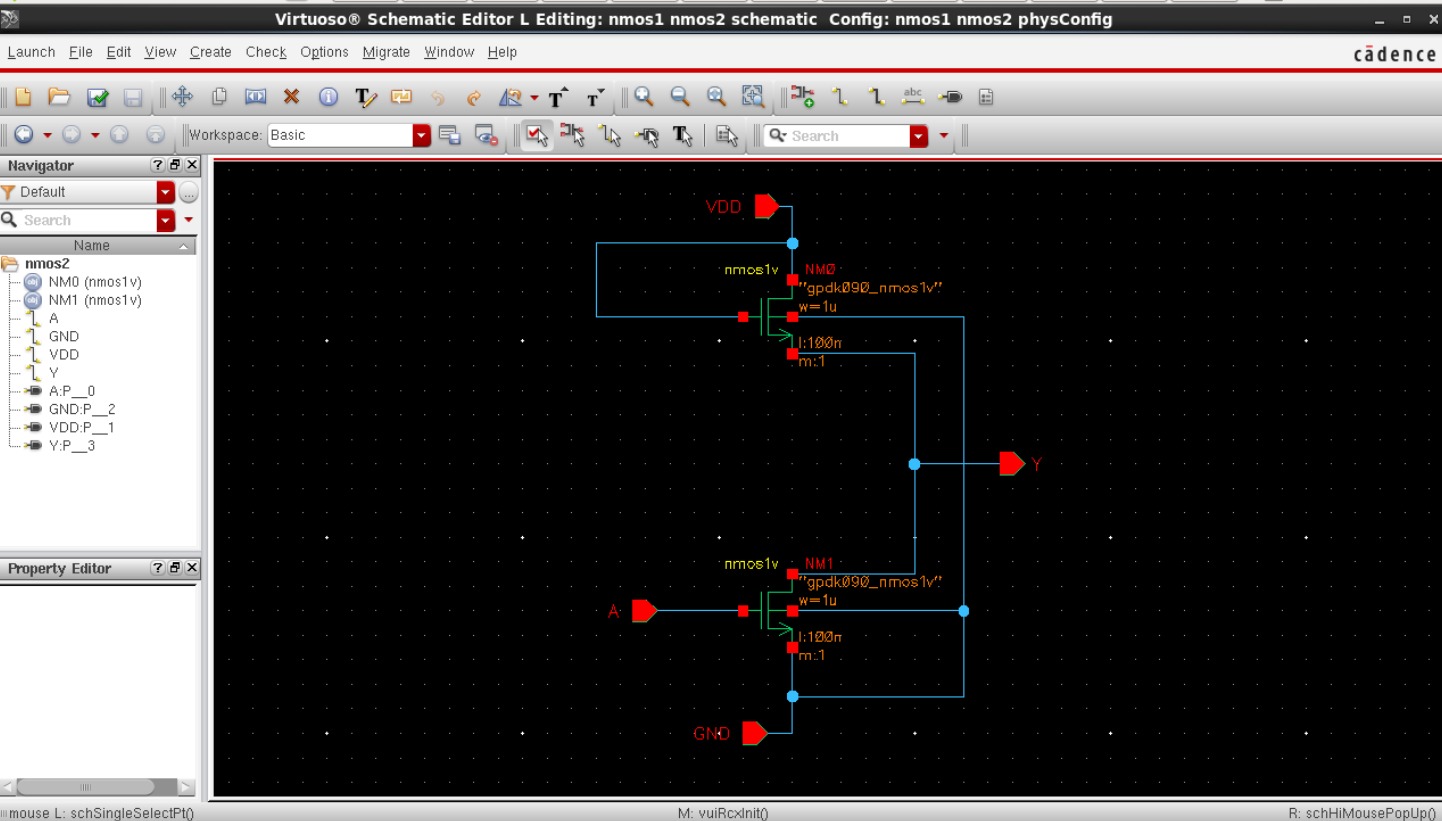 Virtuoso® Schematic Editor L Editing: nmos1 nmos2 schematic Config: nmos1 nmos2 physConfig
Launch File Edit View Create Check Options Migrate Window Help
cādence
abc
Workspace: Basic
Search
Navigator
Default
Search
Name
nmos2
NM0 (nmos1v)
NM1 (nmos1v)
A
GND
VDD
Y
A:P__0
GND:P__2
VDD:P__1
Y:P__3
Property Editor
VDD
nmos1v NM0
"gpdk090_nmos1v"
w=1u
l:100n
m:1
Y
nmos1v NM1
"gpdk090_nmos1v"
w=1u
A
l:100n
m:1
GND
mouse L: schSingleSelectPt() M: vuiRcxInit() R: schHiMousePopUp()